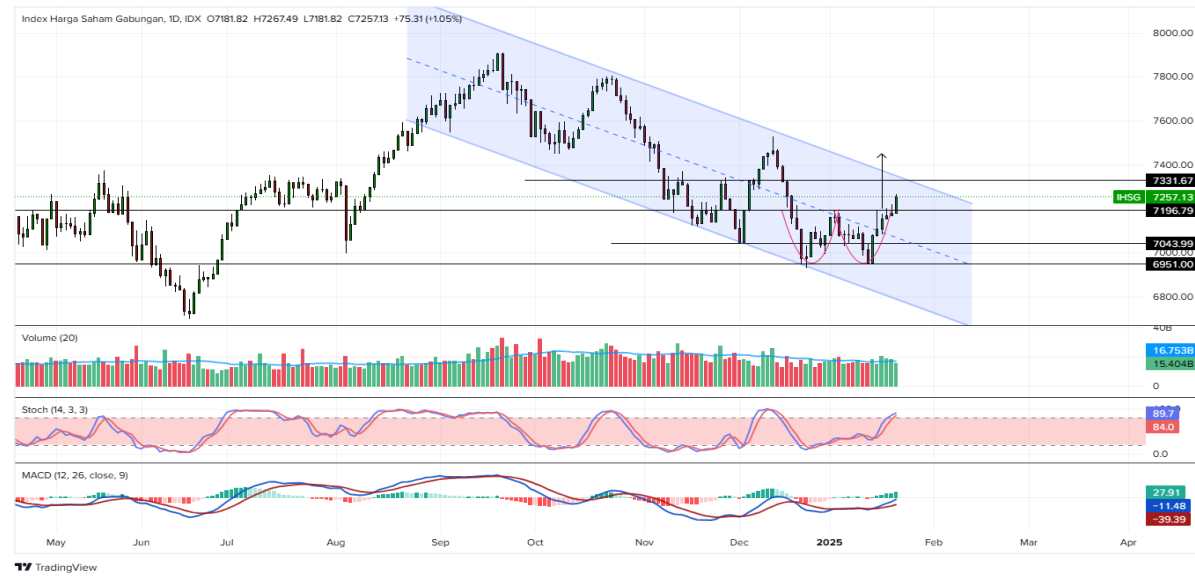 Index Harga Saham Gabungan, 1D, IDX O7181.82 H7267.49 L7181.82 C7257.13 +75.31 (+1.05%)
8000.00
7800.00
7600.00
7400.00
7331.67
IHSG 7257.13
7196.79
7043.99
7000.00
6951.00
6800.00
Volume (20)
40B
16.753B
15.404B
0
Stoch (14, 3, 3)
89.7
84.0
0.0
MACD (12, 26, close, 9)
27.91
−11.48
−39.39
May Jun Jul Aug Sep Oct Nov Dec 2025 Feb Mar Apr
TradingView